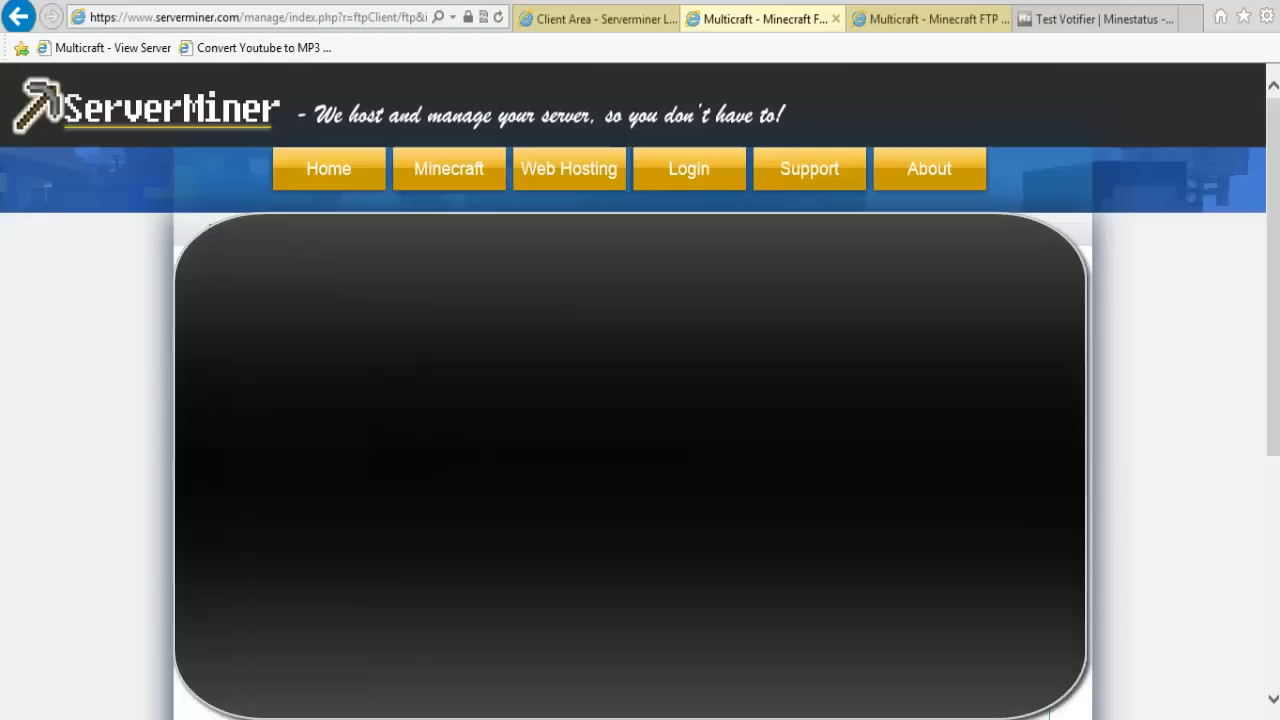 https://www.serverminer.com/manage/index.php?r=ftpClient/ftp&i
Client Area - Serverminer L...
Multicraft - Minecraft F...
Multicraft - Minecraft FTP ...
Test Votifier | Minestatus -...
Multicraft - View Server
Convert Youtube to MP3 ...
ServerMiner
- We host and manage your server, so you don't have to!
Home
Minecraft
Web Hosting
Login
Support
About